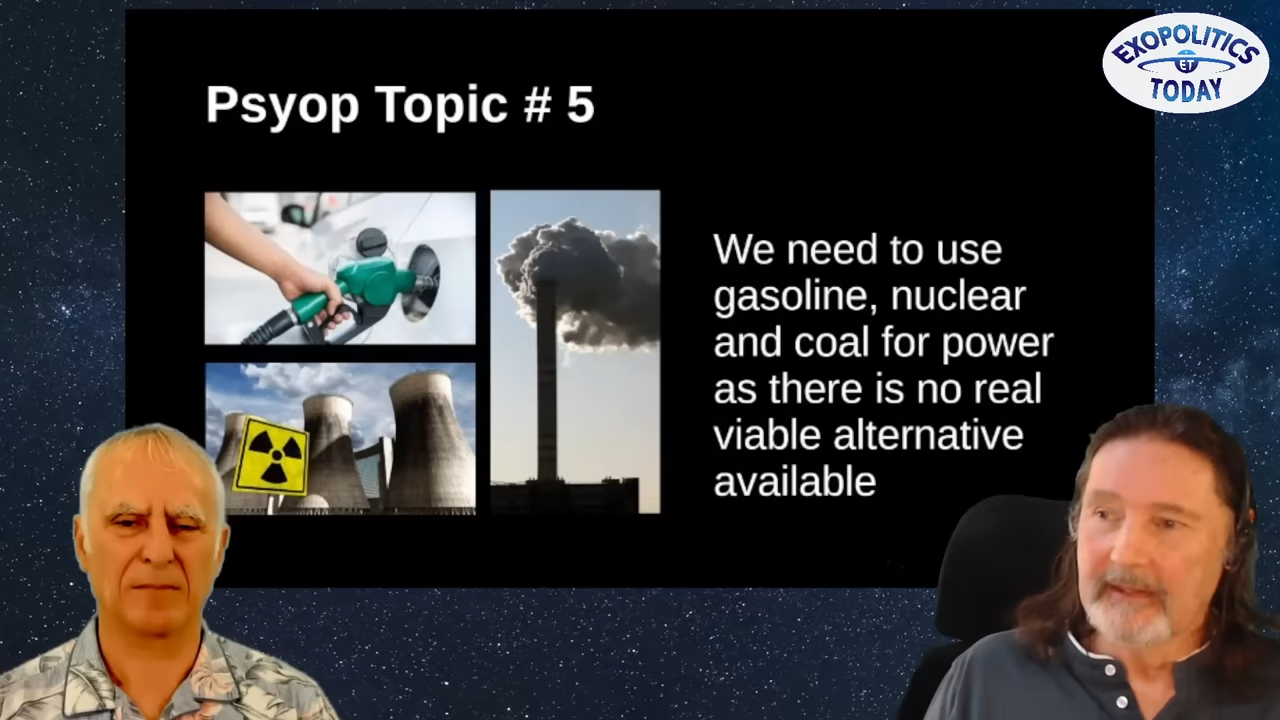 EXOPOLITICS
ET
TODAY
Psyop Topic # 5
We need to use
gasoline, nuclear
and coal for power
as there is no real
viable alternative
available